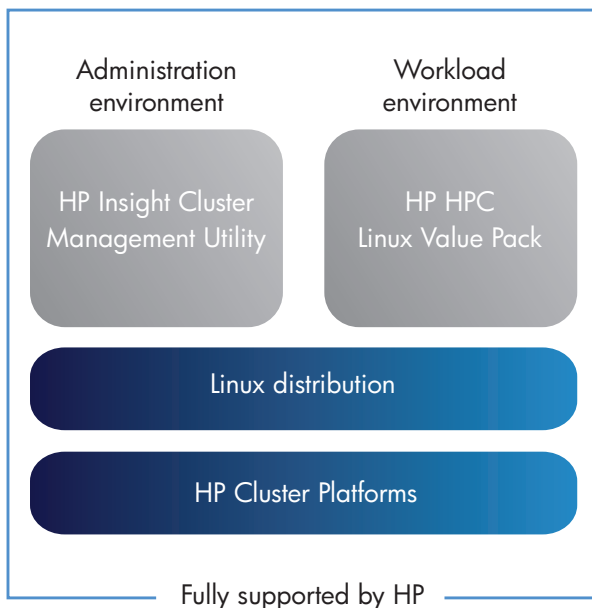 Administration
environment
Workload
environment
HP Insight Cluster
Management Utility
HP HPC
Linux Value Pack
Linux distribution
HP Cluster Platforms
Fully supported by HP